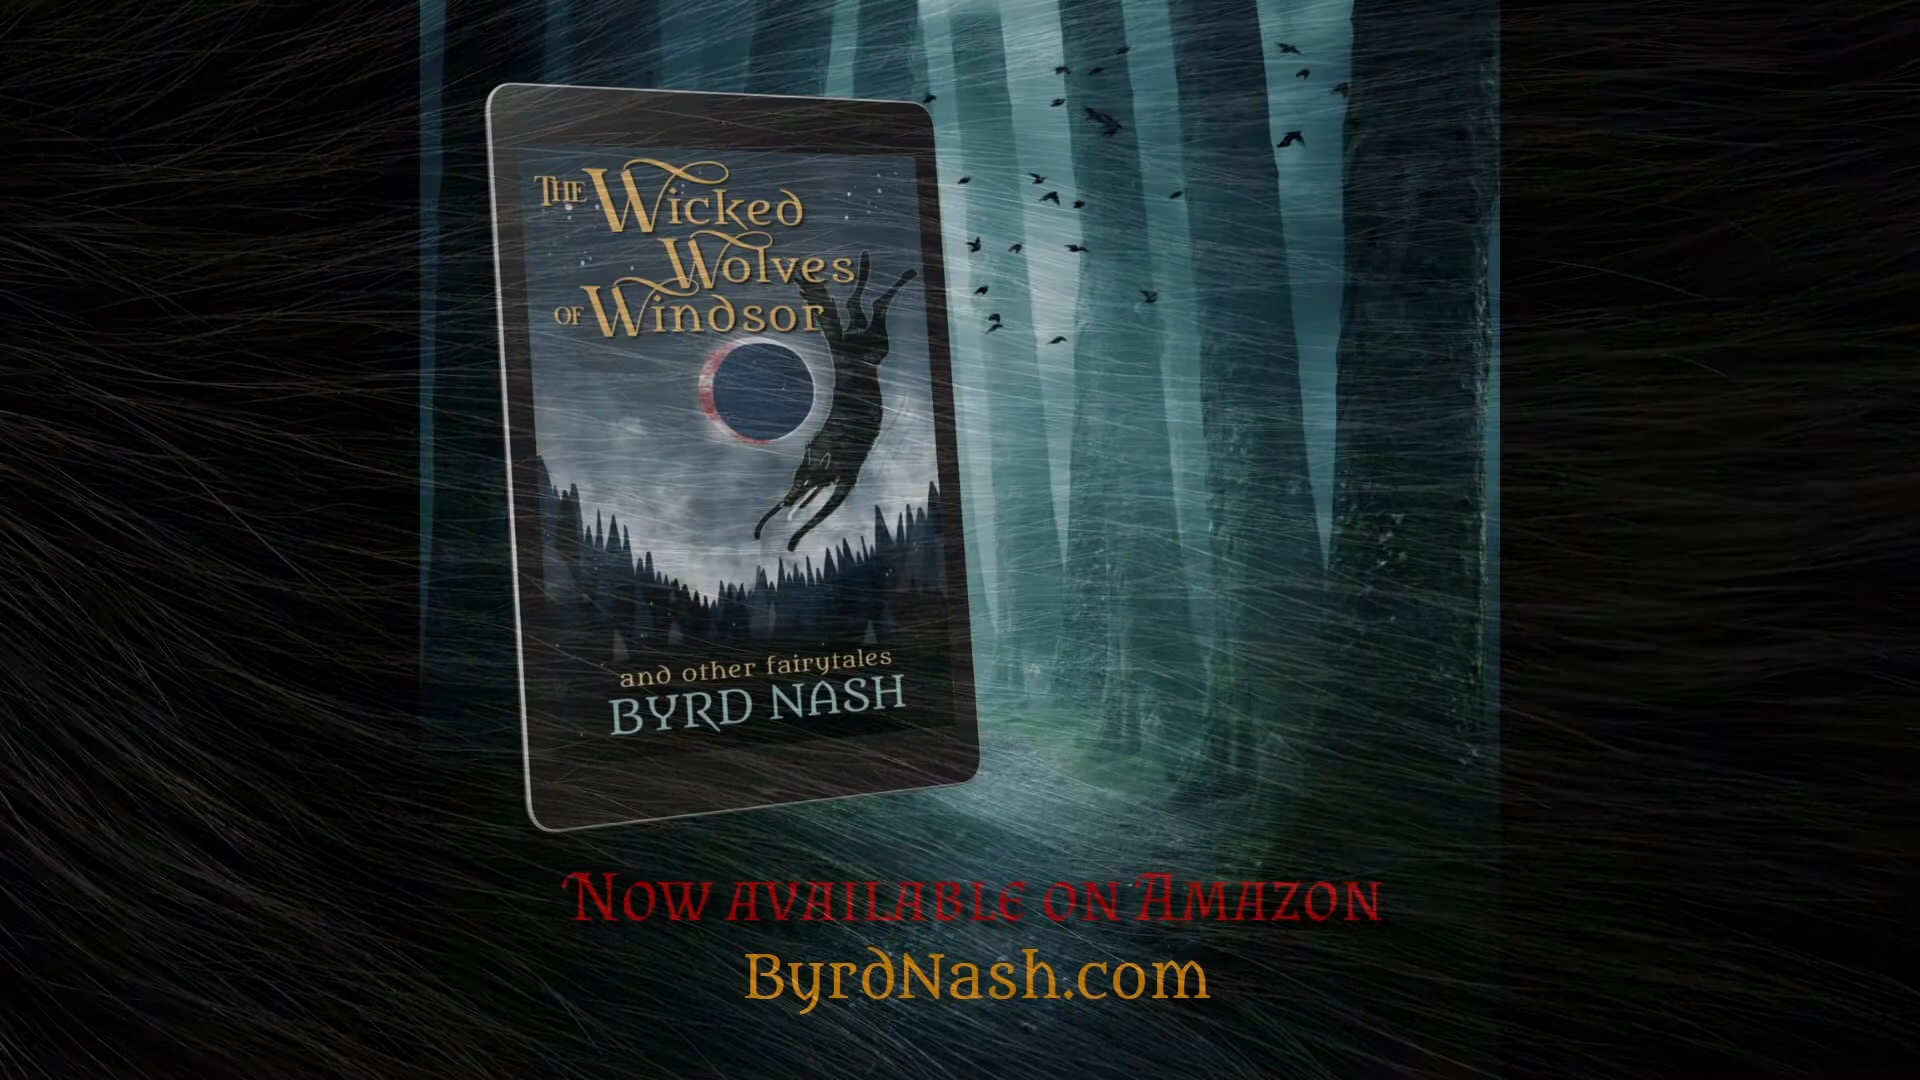 The Wicked
Wolves
of Windsor
and other fairytales
BYRD NASH
Now available on Amazon
ByrdNash.com